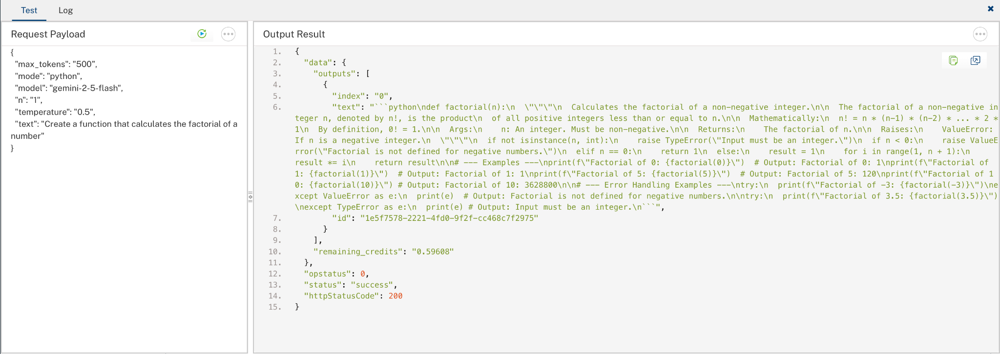 Test Log
Request Payload
{
  "max_tokens": "500",
  "mode": "python",
  "model": "gemini-2-5-flash",
  "n": "1",
  "temperature": "0.5",
  "text": "Create a function that calculates the factorial of a
number"
}
Output Result
1. {
2.   "data": {
3.     "outputs": [
4.       {
5.         "index": "0",
6.         "text": "```python\ndef factorial(n):\n  \"\"\"\n  Calculates the factorial of a non-negative integer.\n\n  The factorial of a non-negative in
teger n, denoted by n!, is the product\n  of all positive integers less than or equal to n.\n\n  Mathematically:\n  n! = n * (n-1) * (n-2) * ... * 2 *
1\n  By definition, 0! = 1.\n\n  Args:\n    n: An integer. Must be non-negative.\n\n  Returns:\n    The factorial of n.\n\n  Raises:\n    ValueError:
If n is a negative integer.\n  \"\"\"\n  if not isinstance(n, int):\n    raise TypeError(\"Input must be an integer.\")\n  if n < 0:\n    raise ValueE
rror(\"Factorial is not defined for negative numbers.\")\n  elif n == 0:\n    return 1\n  else:\n    result = 1\n    for i in range(1, n + 1):\n
result *= i\n    return result\n\n# --- Examples ---\nprint(f\"Factorial of 0: {factorial(0)}\")  # Output: Factorial of 0: 1\nprint(f\"Factorial of
1: {factorial(1)}\")  # Output: Factorial of 1: 1\nprint(f\"Factorial of 5: {factorial(5)}\")  # Output: Factorial of 5: 120\nprint(f\"Factorial of 1
0: {factorial(10)}\") # Output: Factorial of 10: 3628800\n\n# --- Error Handling Examples ---\ntry:\n  print(f\"Factorial of -3: {factorial(-3)}\")\ne
xcept ValueError as e:\n  print(e)  # Output: Factorial is not defined for negative numbers.\n\ntry:\n  print(f\"Factorial of 3.5: {factorial(3.5)}\")
\nexcept TypeError as e:\n  print(e) # Output: Input must be an integer.\n```",
7.         "id": "1e5f7578-2221-4fd0-9f2f-cc468c7f2975"
8.       }
9.     ],
10.     "remaining_credits": "0.59608"
11.   },
12.   "opstatus": 0,
13.   "status": "success",
14.   "httpStatusCode": 200
15. }